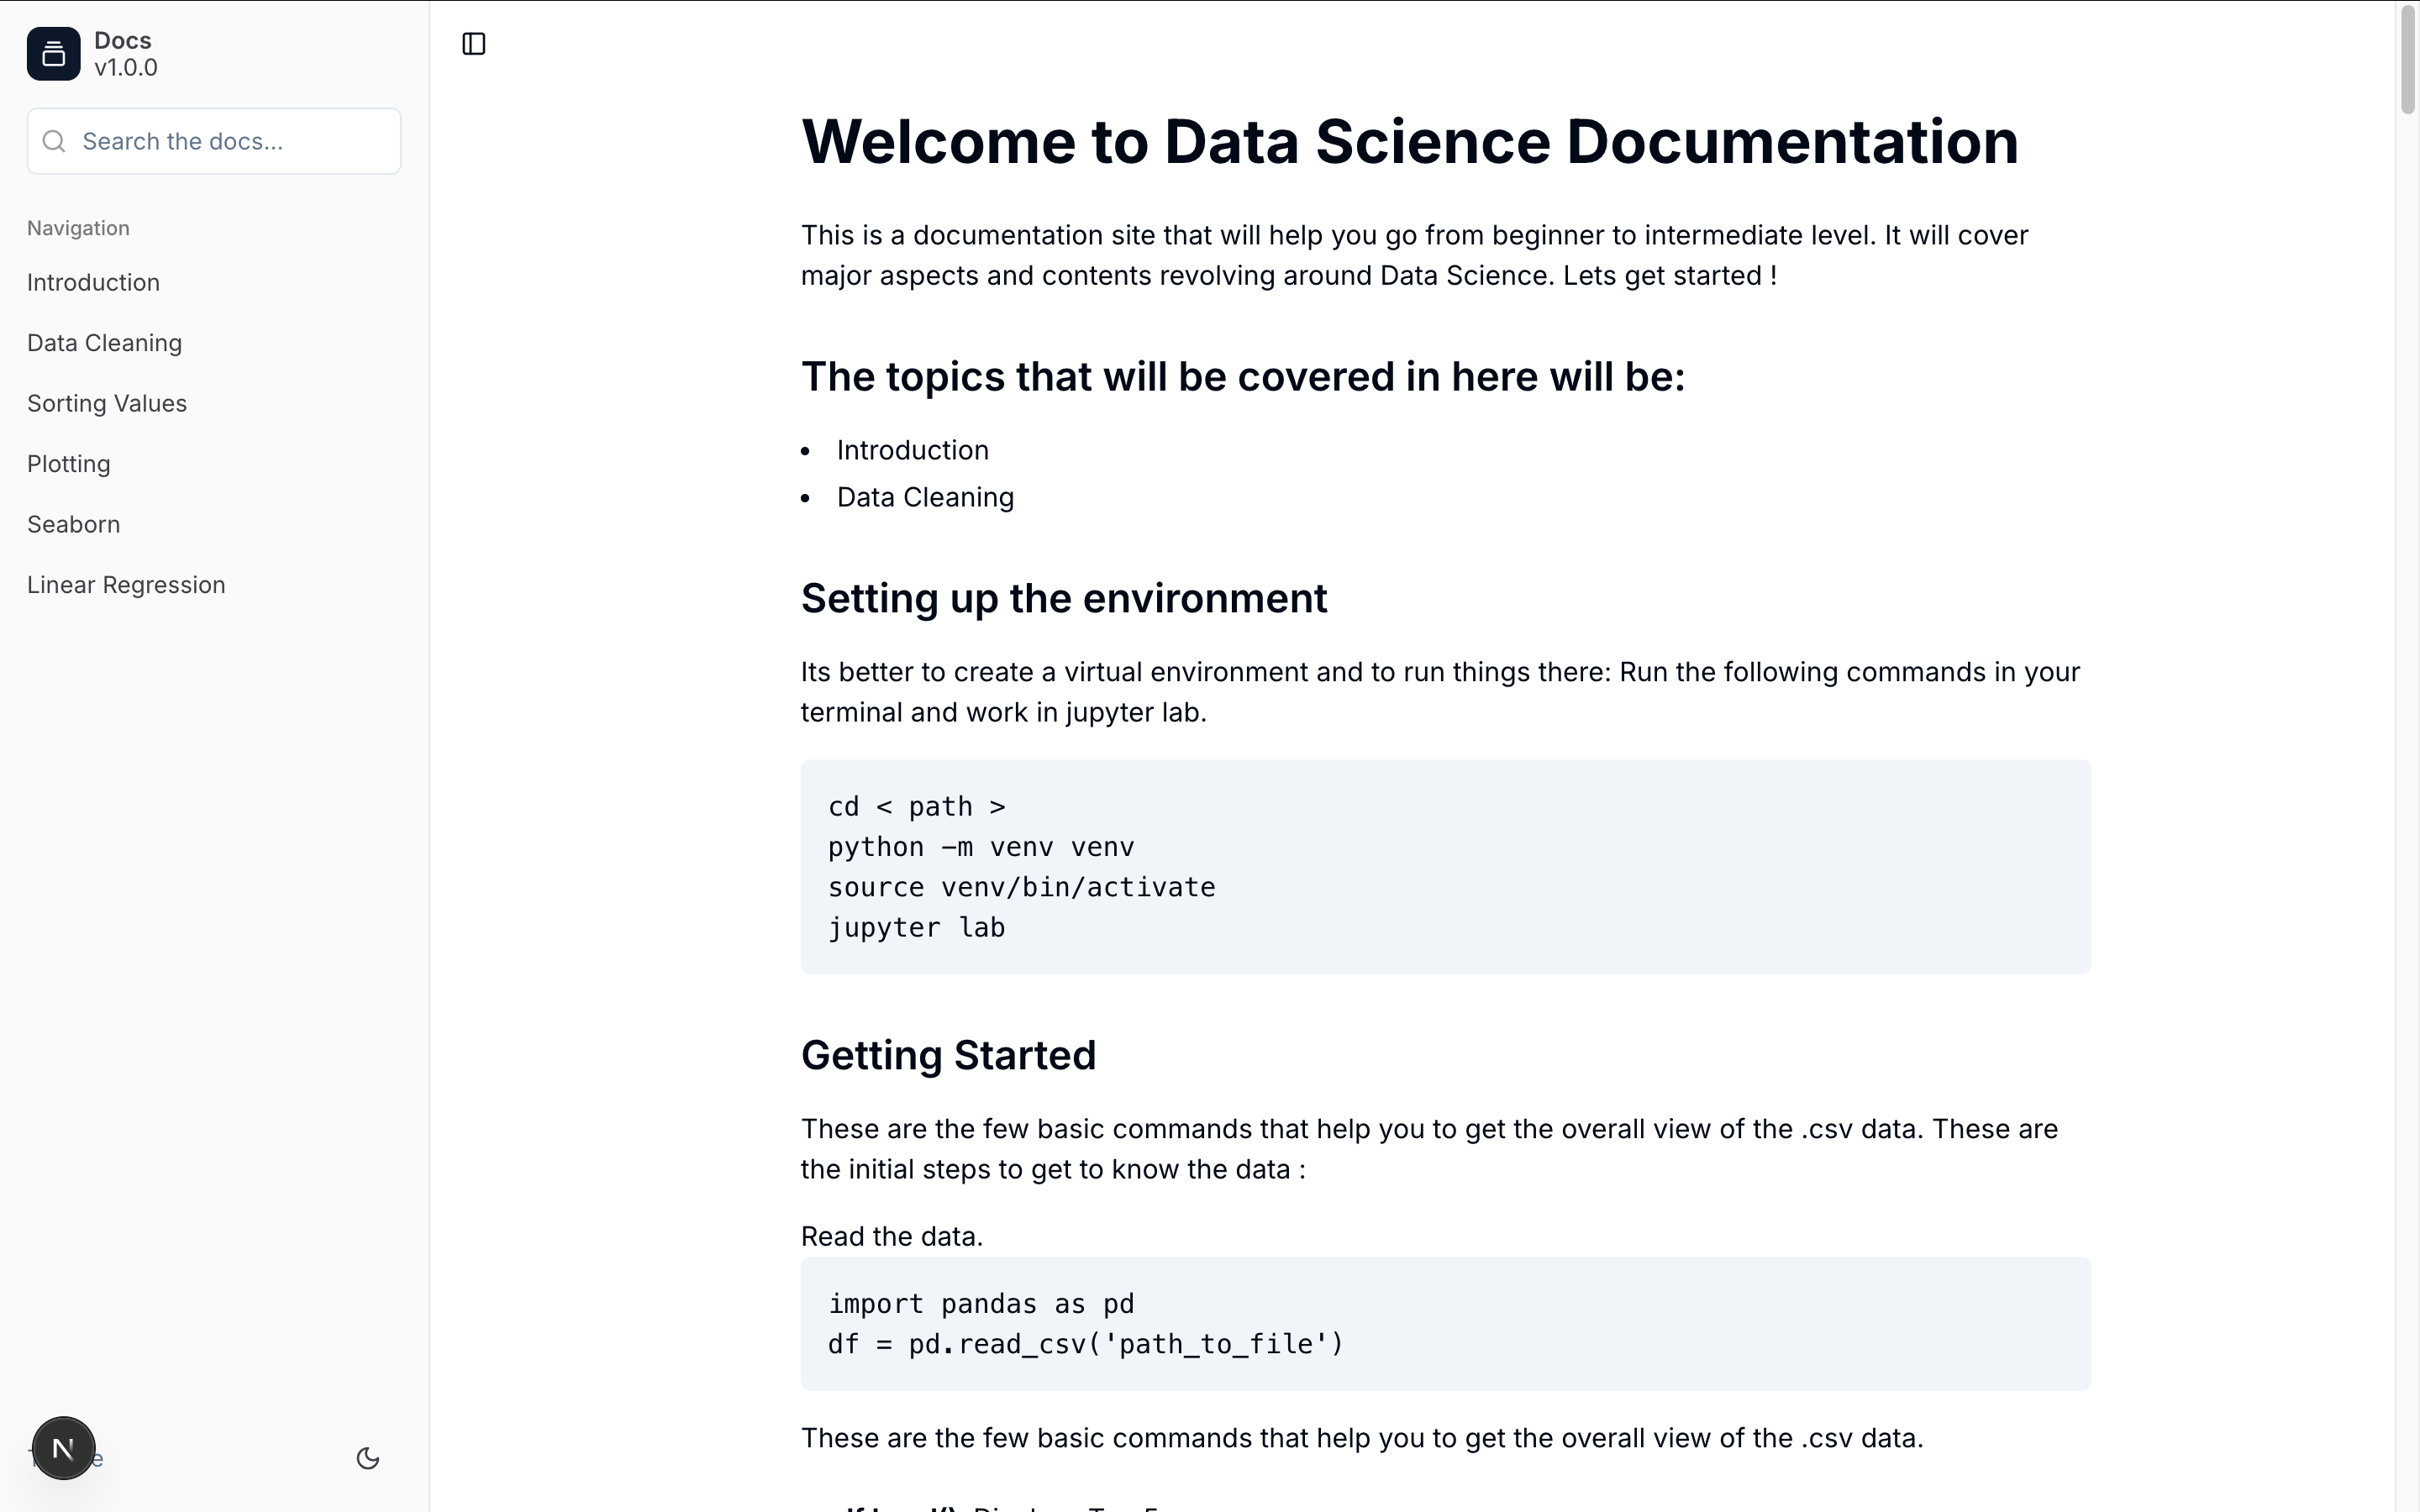 Docs
v1.0.0
Search the docs...
Navigation
Introduction
Data Cleaning
Sorting Values
Plotting
Seaborn
Linear Regression
N
Welcome to Data Science Documentation
This is a documentation site that will help you go from beginner to intermediate level. It will cover
major aspects and contents revolving around Data Science. Lets get started !
The topics that will be covered in here will be:
• Introduction
• Data Cleaning
Setting up the environment
Its better to create a virtual environment and to run things there: Run the following commands in your
terminal and work in jupyter lab.
cd < path >
python -m venv venv
source venv/bin/activate
jupyter lab
Getting Started
These are the few basic commands that help you to get the overall view of the .csv data. These are
the initial steps to get to know the data :
Read the data.
import pandas as pd
df = pd.read_csv('path_to_file')
These are the few basic commands that help you to get the overall view of the .csv data.